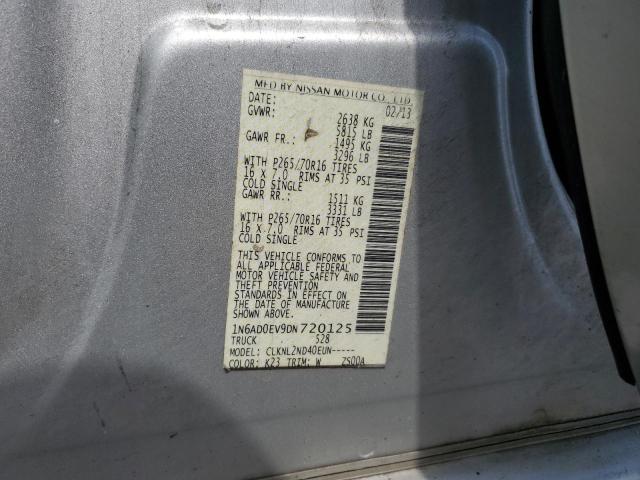 MFD BY NISSAN MOTOR CO., LTD.
DATE: 02/13
GVWR: 2638 KG
5815 LB
GAWR FR.: 1495 KG
3296 LB
WITH P265/70R16 TIRES
16 X 7.0 RIMS AT 35 PSI
COLD SINGLE
GAWR RR.: 1511 KG
3331 LB
WITH P265/70R16 TIRES
16 X 7.0 RIMS AT 35 PSI
COLD SINGLE
THIS VEHICLE CONFORMS TO
ALL APPLICABLE FEDERAL
MOTOR VEHICLE SAFETY AND
THEFT PREVENTION
STANDARDS IN EFFECT ON
THE DATE OF MANUFACTURE
SHOWN ABOVE.
1N6AD0EV9DN720125
TRUCK 528
MODEL: CLKNL2ND40EUN-----
COLOR: K23 TRIM: W ZS00A